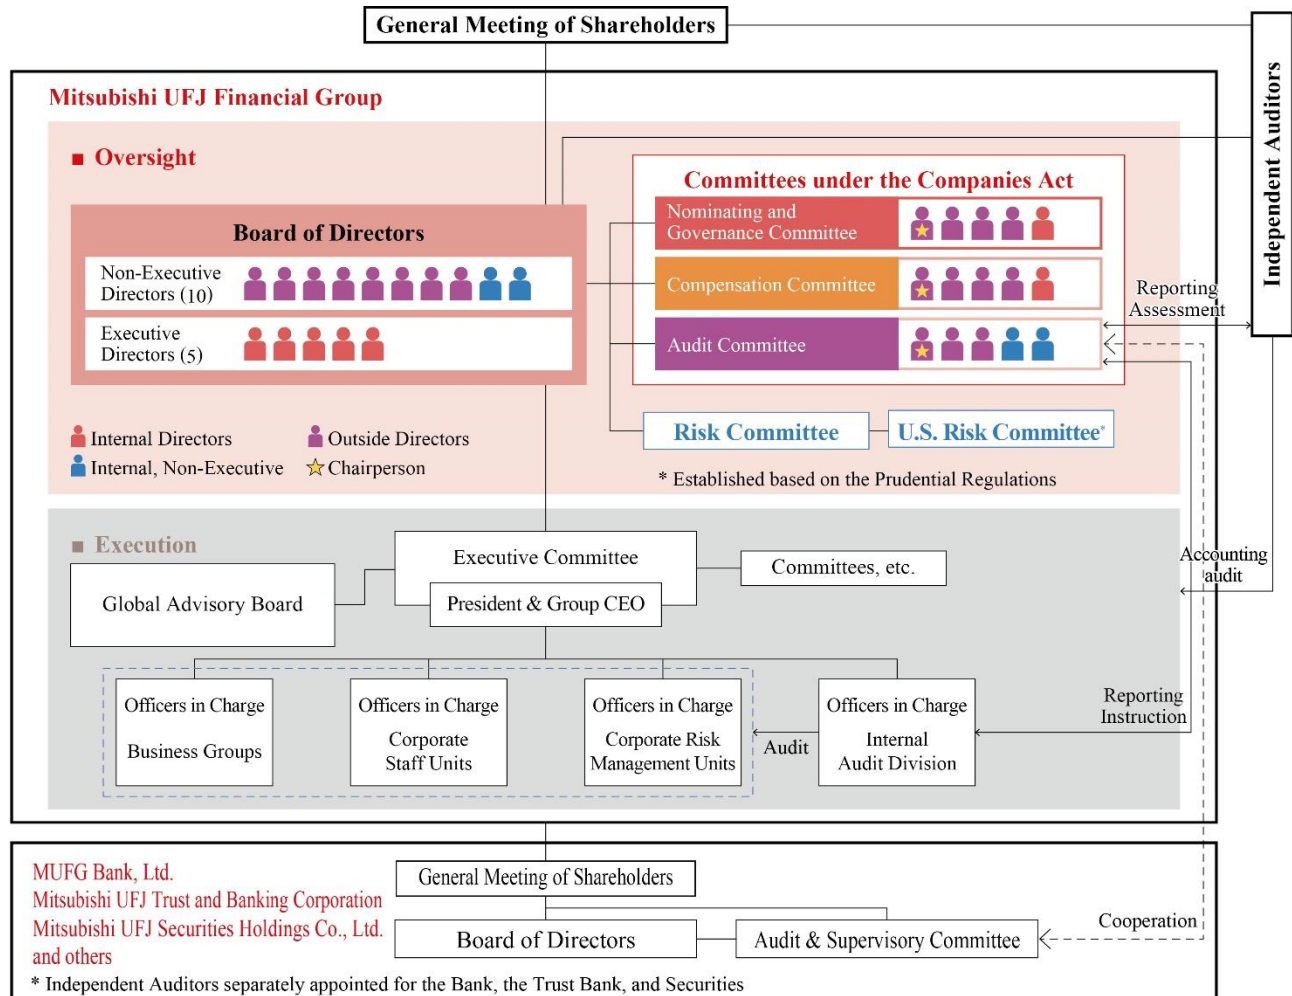 General Meeting of Shareholders
Independent Auditors
Mitsubishi UFJ Financial Group
■ Oversight
Board of Directors
Non-Executive
Directors (10)
Executive
Directors (5)
Committees under the Companies Act
Nominating and
Governance Committee
Compensation Committee
Audit Committee
Reporting
Assessment
Risk Committee
U.S. Risk Committee*
Internal Directors
Outside Directors
Internal, Non-Executive
Chairperson
* Established based on the Prudential Regulations
■ Execution
Executive Committee
President & Group CEO
Global Advisory Board
Committees, etc.
Accounting
audit
Officers in Charge
Business Groups
Officers in Charge
Corporate
Staff Units
Officers in Charge
Corporate Risk
Management Units
Audit
Officers in Charge
Internal
Audit Division
Reporting
Instruction
MUFG Bank, Ltd.
Mitsubishi UFJ Trust and Banking Corporation
Mitsubishi UFJ Securities Holdings Co., Ltd.
and others
General Meeting of Shareholders
Board of Directors
Audit & Supervisory Committee
Cooperation
* Independent Auditors separately appointed for the Bank, the Trust Bank, and Securities